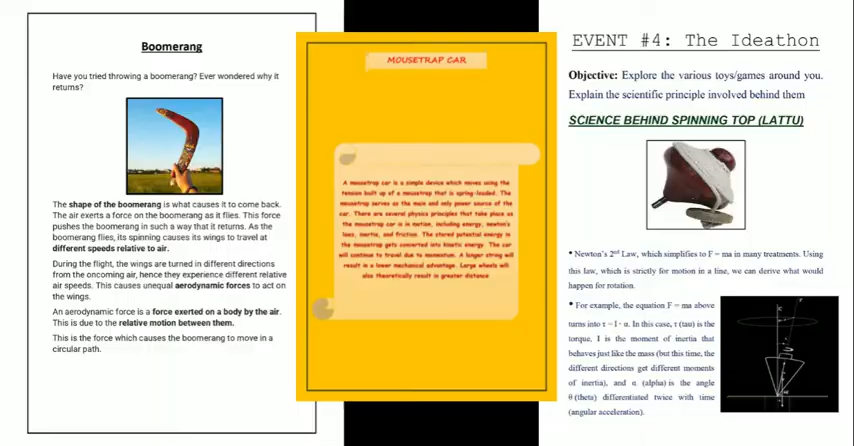 Boomerang
Have you tried throwing a boomerang? Ever wondered why it
returns?
The shape of the boomerang is what causes it to come back.
The air exerts a force on the boomerang as it flies. This force
pushes the boomerang in such a way that it returns. As the
boomerang flies, its spinning causes its wings to travel at
different speeds relative to air.
During the flight, the wings are turned in different directions
from the oncoming air, hence they experience different relative
air speeds. This causes unequal aerodynamic forces to act on
the wings.
An aerodynamic force is a force exerted on a body by the air.
This is due to the relative motion between them.
This is the force which causes the boomerang to move in a
circular path.
MOUSETRAP CAR
A mousetrap car is a simple device which moves using the
tension built up of a mousetrap that is spring-loaded. The
mousetrap serves as the main and only power source of the
car. There are several physics principles that take place as
the mousetrap car is in motion, including energy, newton's
laws, inertia, and friction. The stored potential energy in
the mousetrap gets converted into kinetic energy. The car
will continue to travel due to momentum. A longer string will
result in a lower mechanical advantage. Large wheels will
also theoretically result in greater distance
EVENT #4: The Ideathon
Objective: Explore the various toys/games around you.
Explain the scientific principle involved behind them
SCIENCE BEHIND SPINNING TOP (LATTU)
• Newton's 2nd Law, which simplifies to F = ma in many treatments. Using
this law, which is strictly for motion in a line, we can derive what would
happen for rotation.
• For example, the equation F = ma above
turns into τ = I · α. In this case, τ (tau) is the
torque, I is the moment of inertia that
behaves just like the mass (but this time, the
different directions get different moments
of inertia), and α (alpha) is the angle
θ (theta) differentiated twice with time
(angular acceleration).